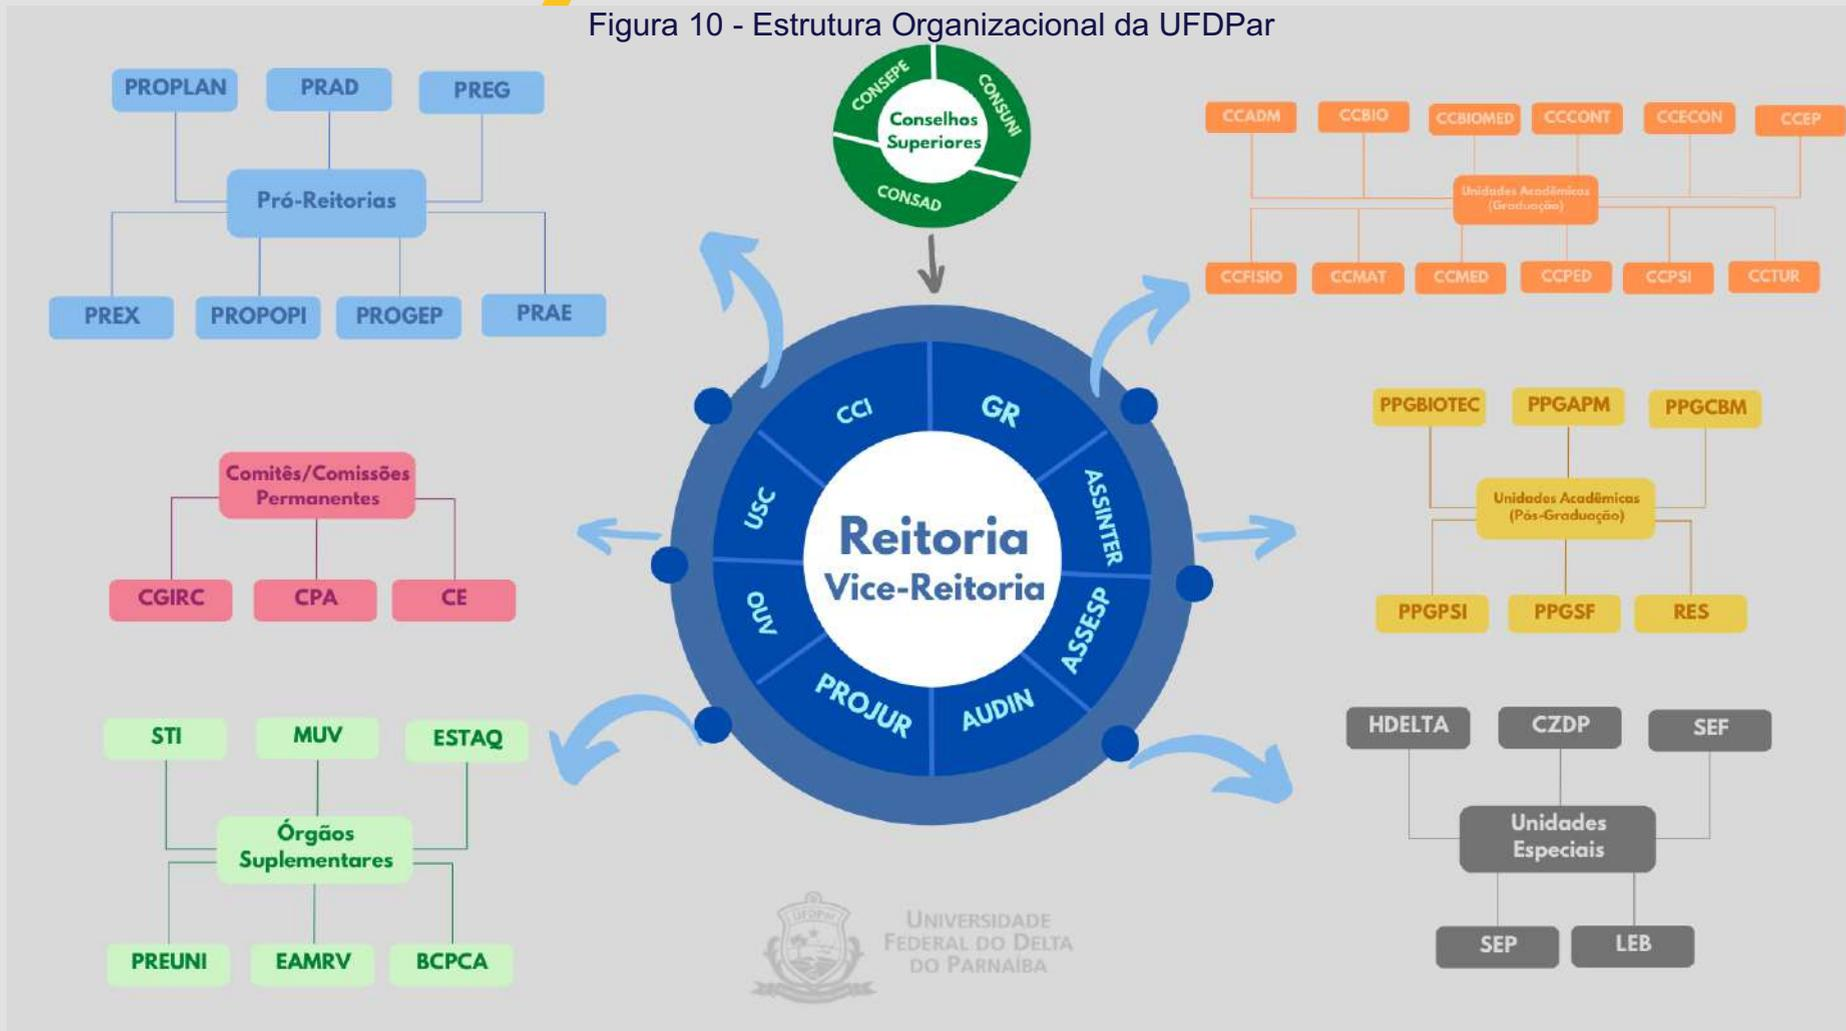 Figura 10 - Estrutura Organizacional da UFDPar
PROPLAN
PRAD
PREG
Pró-Reitorias
PREX
PROPOPI
PROGEP
PRAE
CONSEPE
CONSUNI
Conselhos
Superiores
CONSAD
CCADM
CCBIO
CCBIOMED
CCCONT
CCECON
CCEP
Unidades Acadêmicas
(Graduação)
CCFISIO
CCMAT
CCMED
CCPED
CCPSI
CCTUR
Comitês/Comissões
Permanentes
CGIRC
CPA
CE
CCI
GR
USC
ASSINTER
Reitoria
Vice-Reitoria
OUV
ASSESP
PROJUR
AUDIN
PPGBIOTEC
PPGAPM
PPGCBM
Unidades Acadêmicas
(Pós-Graduação)
PPGPSI
PPGSF
RES
STI
MUV
ESTAQ
Órgãos
Suplementares
PREUNI
EAMRV
BCPCA
HDELTA
CZDP
SEF
Unidades
Especiais
SEP
LEB
UFDPar
UNIVERSIDADE
FEDERAL DO DELTA
DO PARNAÍBA